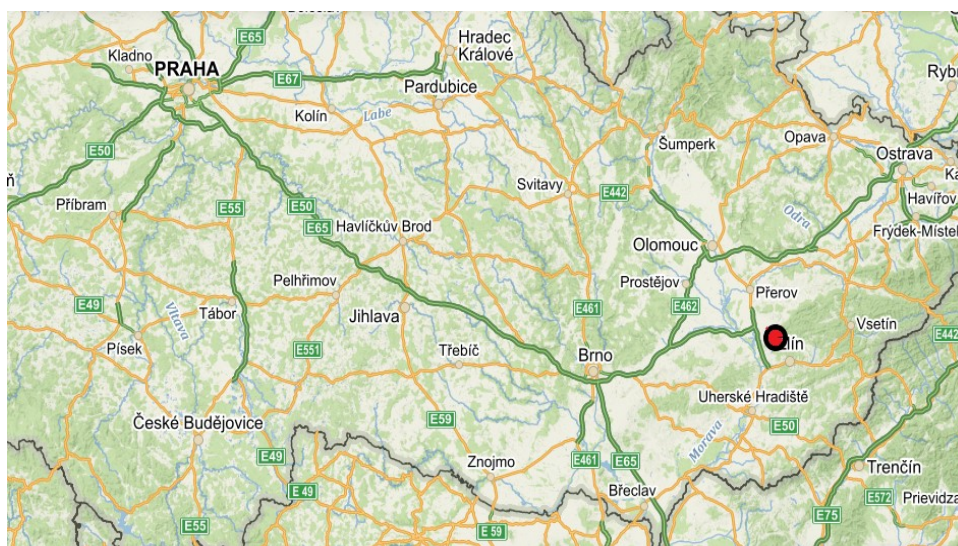 E65
Hradec
Králové
Kladno
PRAHA
E67
Rybn
Pardubice
Kolín
Labe
Opava
Šumperk
E50
Ostrava
Svitavy
E442
Havířov
Příbram
E55
E50
E65
Havlíčkův Brod
Odra
Frýdek-Místek
Olomouc
Pelhřimov
Prostějov
Přerov
E49
Vltava
Tábor
Jihlava
E461
E462
Vsetín
E442
Písek
E551
Třebíč
Brno
lín
Uherské Hradiště
České Budějovice
E59
E50
E49
Znojmo
E461
E65
Morava
Trenčín
E 49
Břeclav
E572
Prievidza
E55
E 59
E75